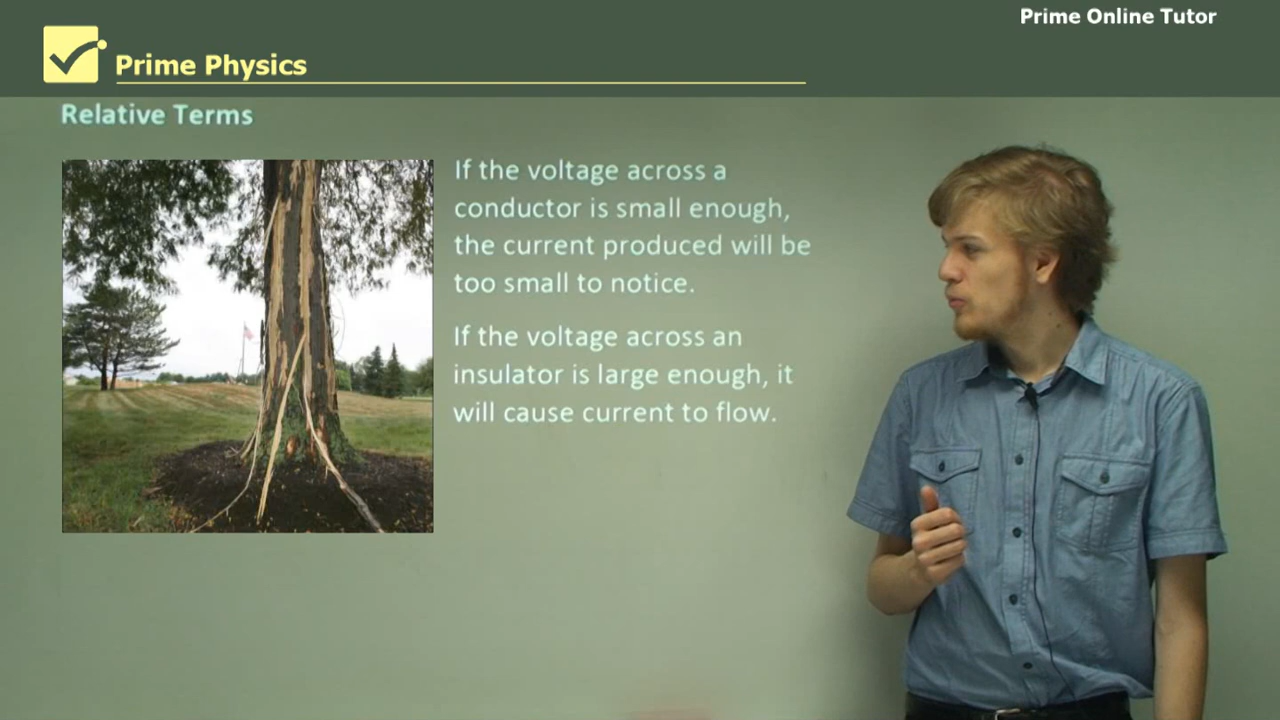 Prime Online Tutor
Prime Physics
Relative Terms
If the voltage across a
conductor is small enough,
the current produced will be
too small to notice.
If the voltage across an
insulator is large enough, it
will cause current to flow.